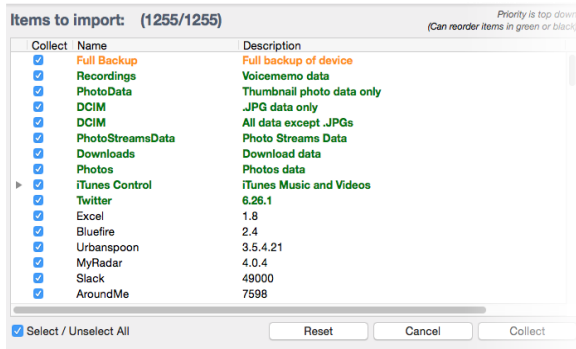 Items to import: (1255/1255)
Priority is top down
(Can reorder items in green or black)
Collect Name Description
Full Backup Full backup of device
Recordings Voicememo data
PhotoData Thumbnail photo data only
DCIM .JPG data only
DCIM All data except .JPGs
PhotoStreamsData Photo Streams Data
Downloads Download data
Photos Photos data
iTunes Control iTunes Music and Videos
Twitter 6.26.1
Excel 1.8
Bluefire 2.4
Urbanspoon 3.5.4.21
MyRadar 4.0.4
Slack 49000
AroundMe 7598
Select / Unselect All Reset Cancel Collect